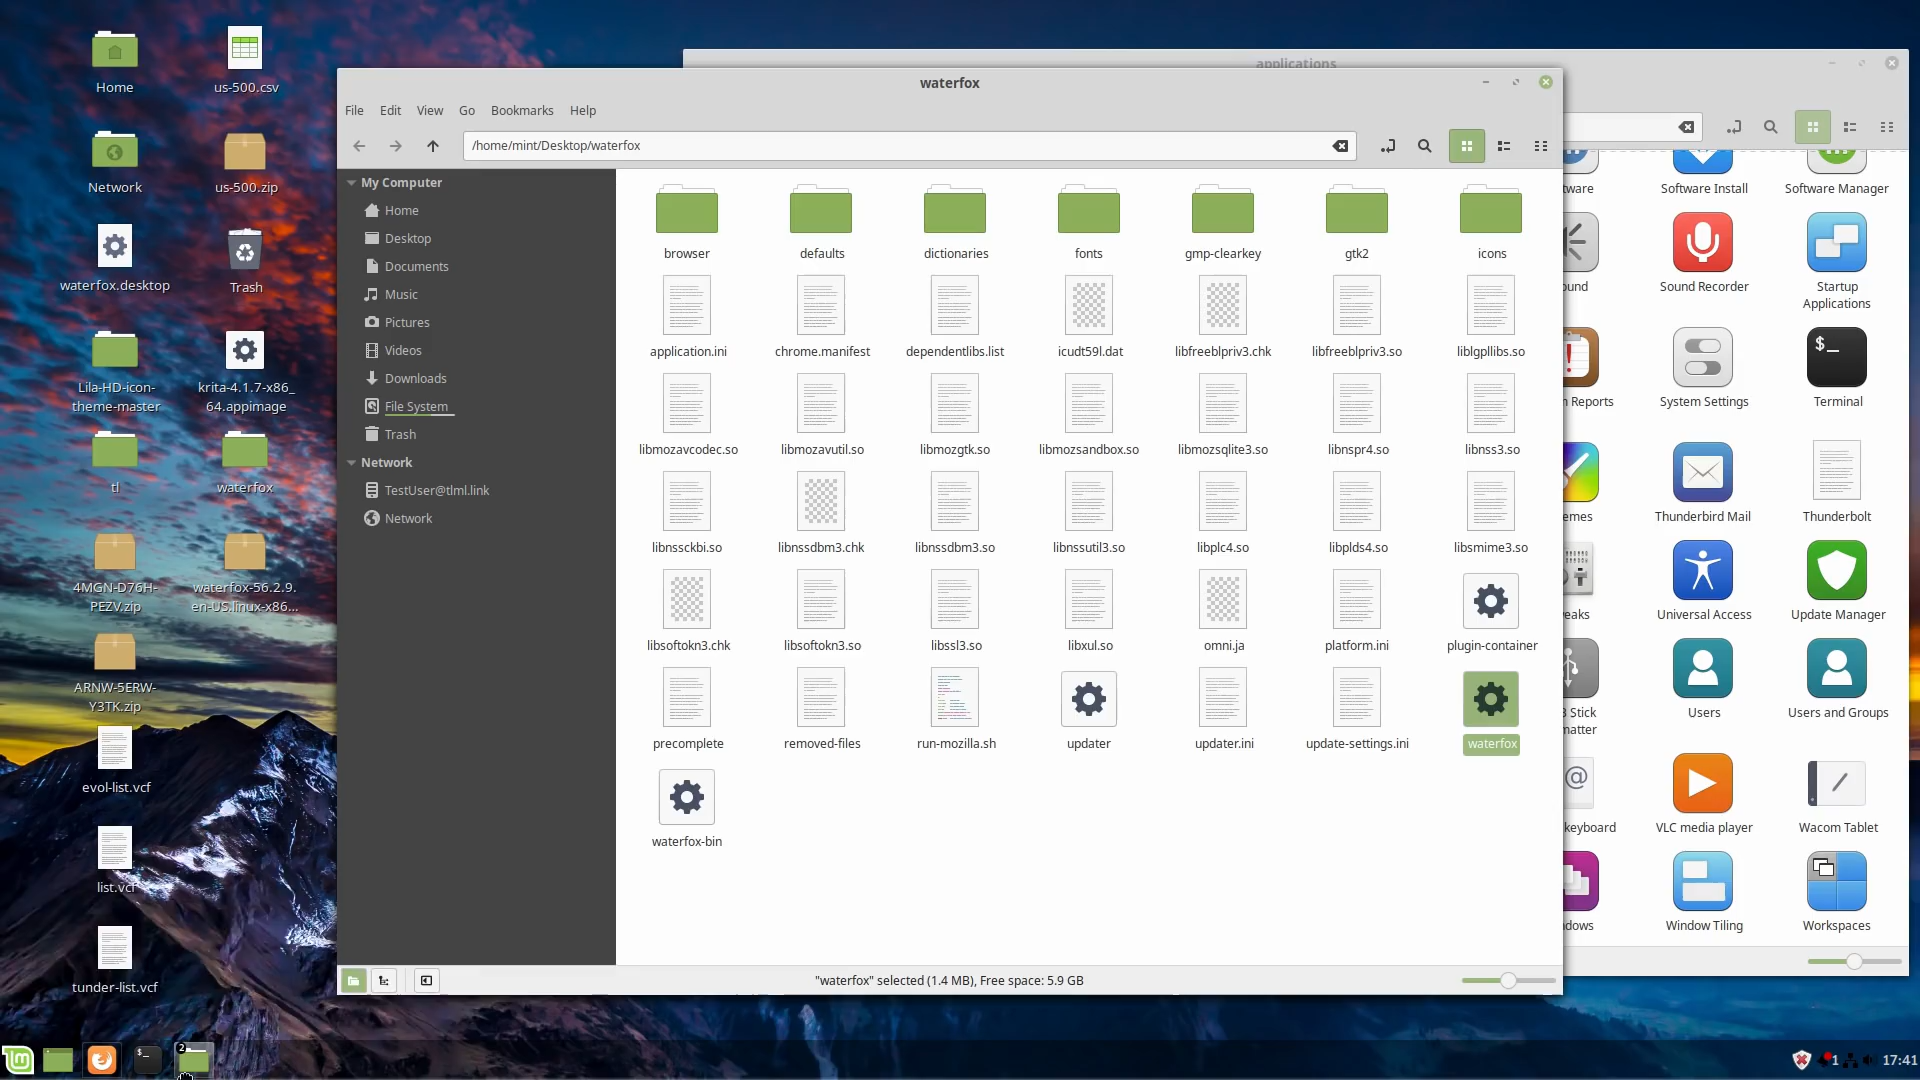 Home
us-500.csv
Network
us-500.zip
waterfox.desktop
Trash
Lila-HD-icon-
theme-master
krita-4.1.7-x86_
64.appimage
tl
waterfox
4MGN-D76H-
PEZV.zip
waterfox-56.2.9.
en-US.linux-x86...
ARNW-5ERW-
Y3TK.zip
evol-list.vcf
list.vcf
tunder-list.vcf
waterfox
File Edit View Go Bookmarks Help
/home/mint/Desktop/waterfox
My Computer
Home
Desktop
Documents
Music
Pictures
Videos
Downloads
File System
Trash
Network
TestUser@tlml.link
Network
browser defaults dictionaries fonts gmp-clearkey gtk2 icons
application.ini chrome.manifest dependentlibs.list icudt59l.dat libfreeblpriv3.chk libfreeblpriv3.so liblgpllibs.so
libmozavcodec.so libmozavutil.so libmozgtk.so libmozsandbox.so libmozsqlite3.so libnspr4.so libnss3.so
libnssckbi.so libnssdbm3.chk libnssdbm3.so libnssutil3.so libplc4.so libplds4.so libsmime3.so
libsoftokn3.chk libsoftokn3.so libssl3.so libxul.so omni.ja platform.ini plugin-container
precomplete removed-files run-mozilla.sh updater updater.ini update-settings.ini waterfox
waterfox-bin
"waterfox" selected (1.4 MB), Free space: 5.9 GB
applications
tware Software Install Software Manager
ound Sound Recorder Startup
Applications
$_
n Reports System Settings Terminal
emes Thunderbird Mail Thunderbolt
eaks Universal Access Update Manager
B Stick Users Users and Groups
matter
@
keyboard VLC media player Wacom Tablet
dows Window Tiling Workspaces
lm
$_
2
1
17:41